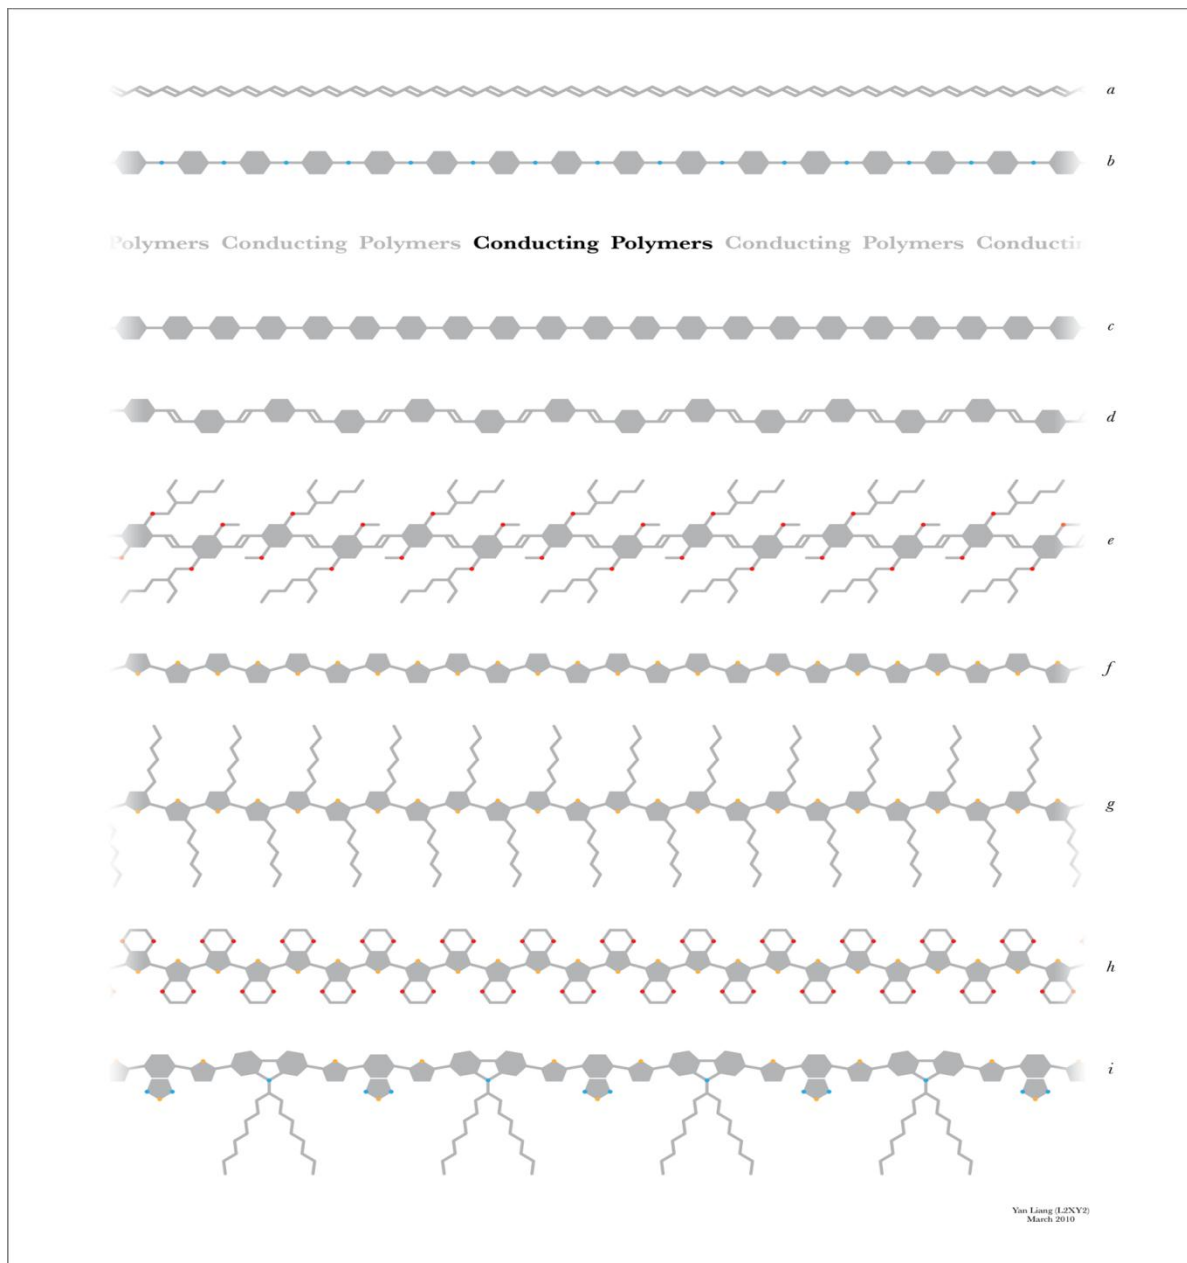 a
b
Polymers Conducting Polymers Conducting Polymers Conducting Polymers Conducti
c
d
e
f
g
h
i
Yan Liang (L2XY2)
March 2010